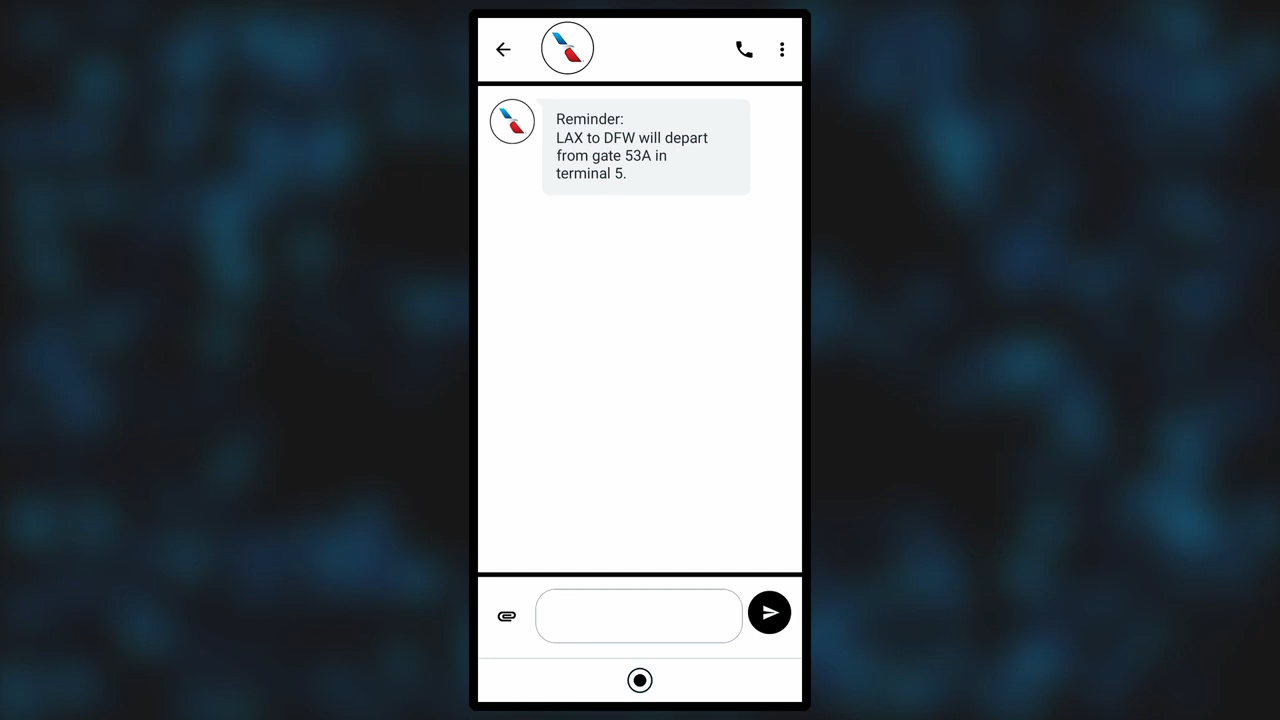 Reminder:
LAX to DFW will depart
from gate 53A in
terminal 5.